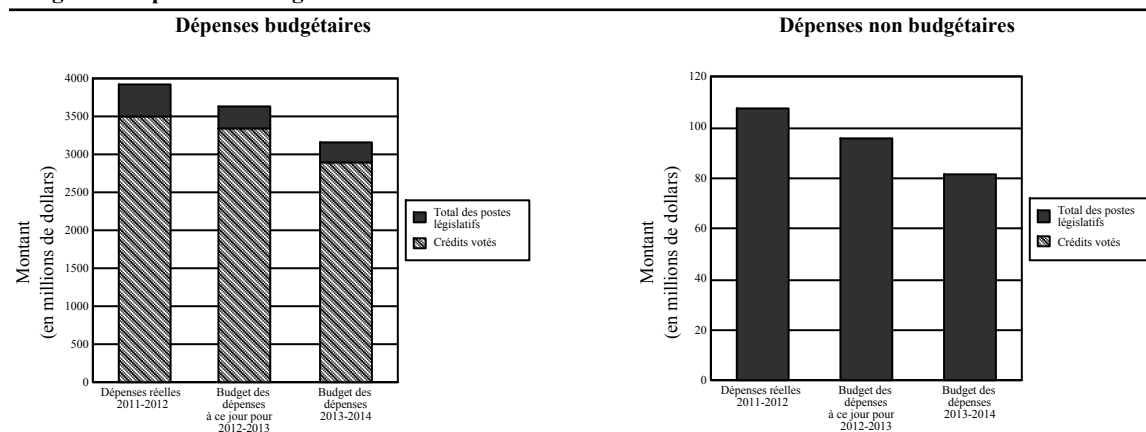 Dépenses budgétaires
Montant
(en millions de dollars)
4000
3500
3000
2500
2000
1500
1000
500
0
Dépenses réelles
2011-2012
Budget des
dépenses
à ce jour pour
2012-2013
Budget des
dépenses
2013-2014
Total des postes
législatifs
Crédits votés
Dépenses non budgétaires
Montant
(en millions de dollars)
120
100
80
60
40
20
0
Dépenses réelles
2011-2012
Budget des
dépenses
à ce jour pour
2012-2013
Budget des
dépenses
2013-2014
Total des postes
législatifs
Crédits votés